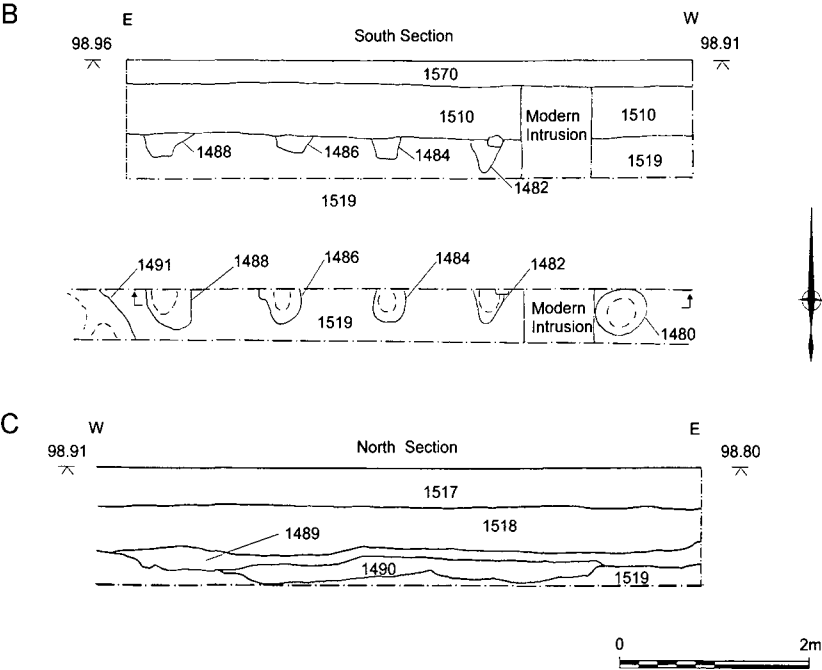 B
E
South Section
W
98.96
98.91
1570
1510
Modern
Intrusion
1510
1488
1486
1484
1519
1482
1519
1491
1488
1486
1484
1482
1519
Modern
Intrusion
1480
C
W
North Section
E
98.91
98.80
1517
1518
1489
1490
1519
0
2m